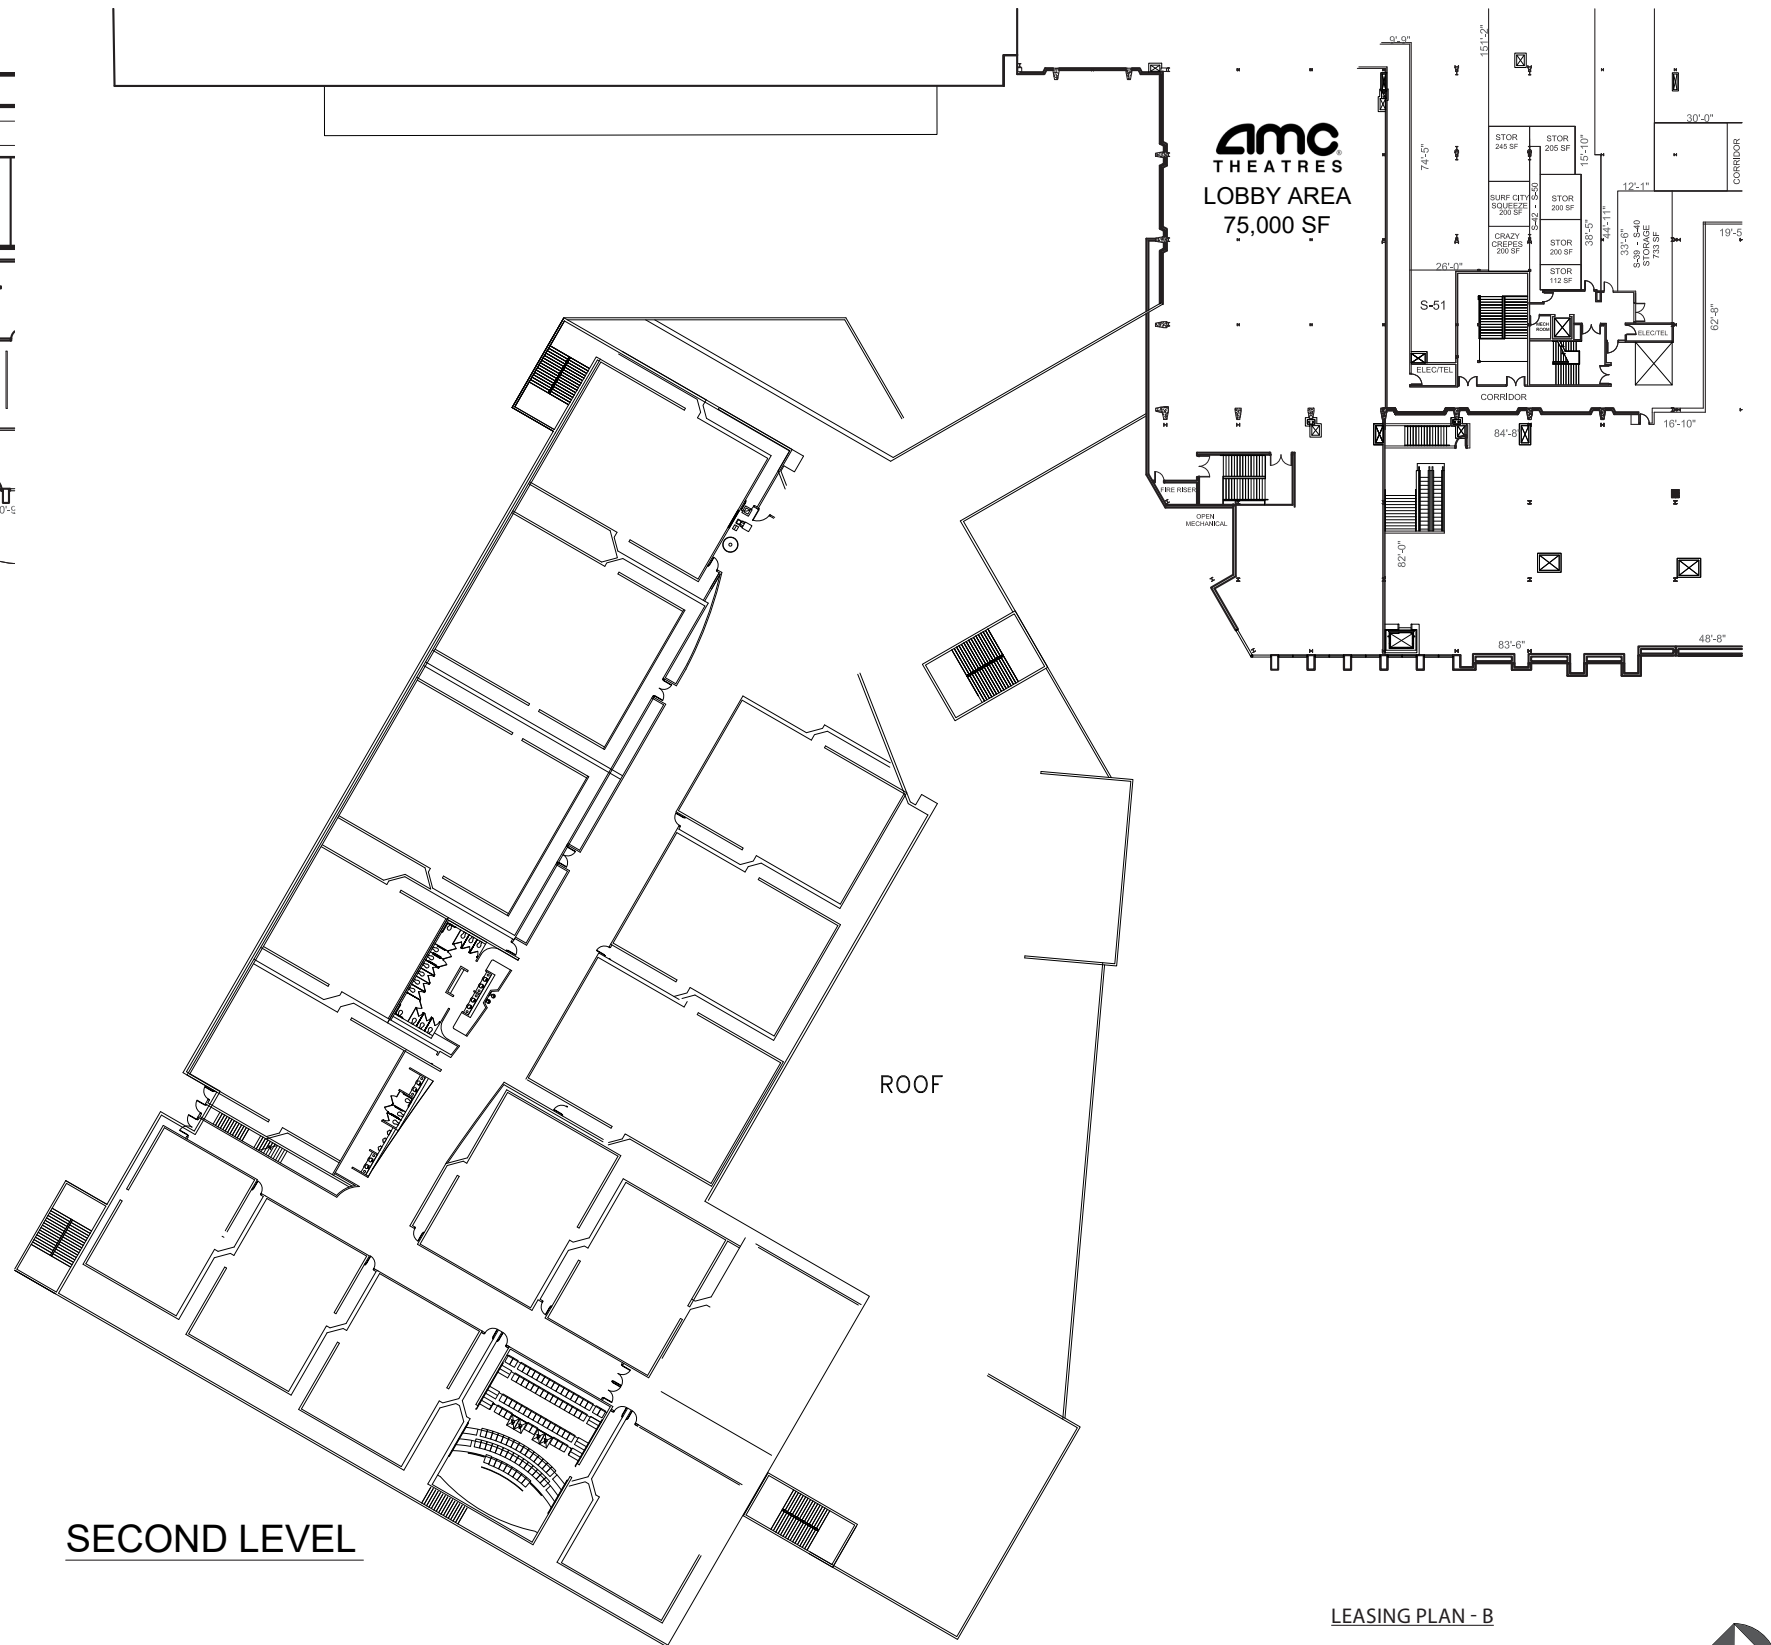 9'-9"
151'-2"
amc
THEATRES
LOBBY AREA
75,000 SF
74'-5"
STOR
245 SF
STOR
205 SF
15'-10"
30'-0"
CORRIDOR
12'-1"
SURF CITY
SQUEEZE
200 SF
S-42 - S-50
STOR
200 SF
CRAZY
CREPES
200 SF
STOR
200 SF
38'-5"
44'-11"
33'-6"
S-39 - S-40
STORAGE
733 SF
19'-5
26'-0"
STOR
112 SF
S-51
MECH
ROOM
ELEC/TEL
62'-8"
ELEC/TEL
CORRIDOR
16'-10"
84'-8"
FIRE RISER
OPEN
MECHANICAL
82'-0"
83'-6"
48'-8"
ROOF
SECOND LEVEL
LEASING PLAN - B